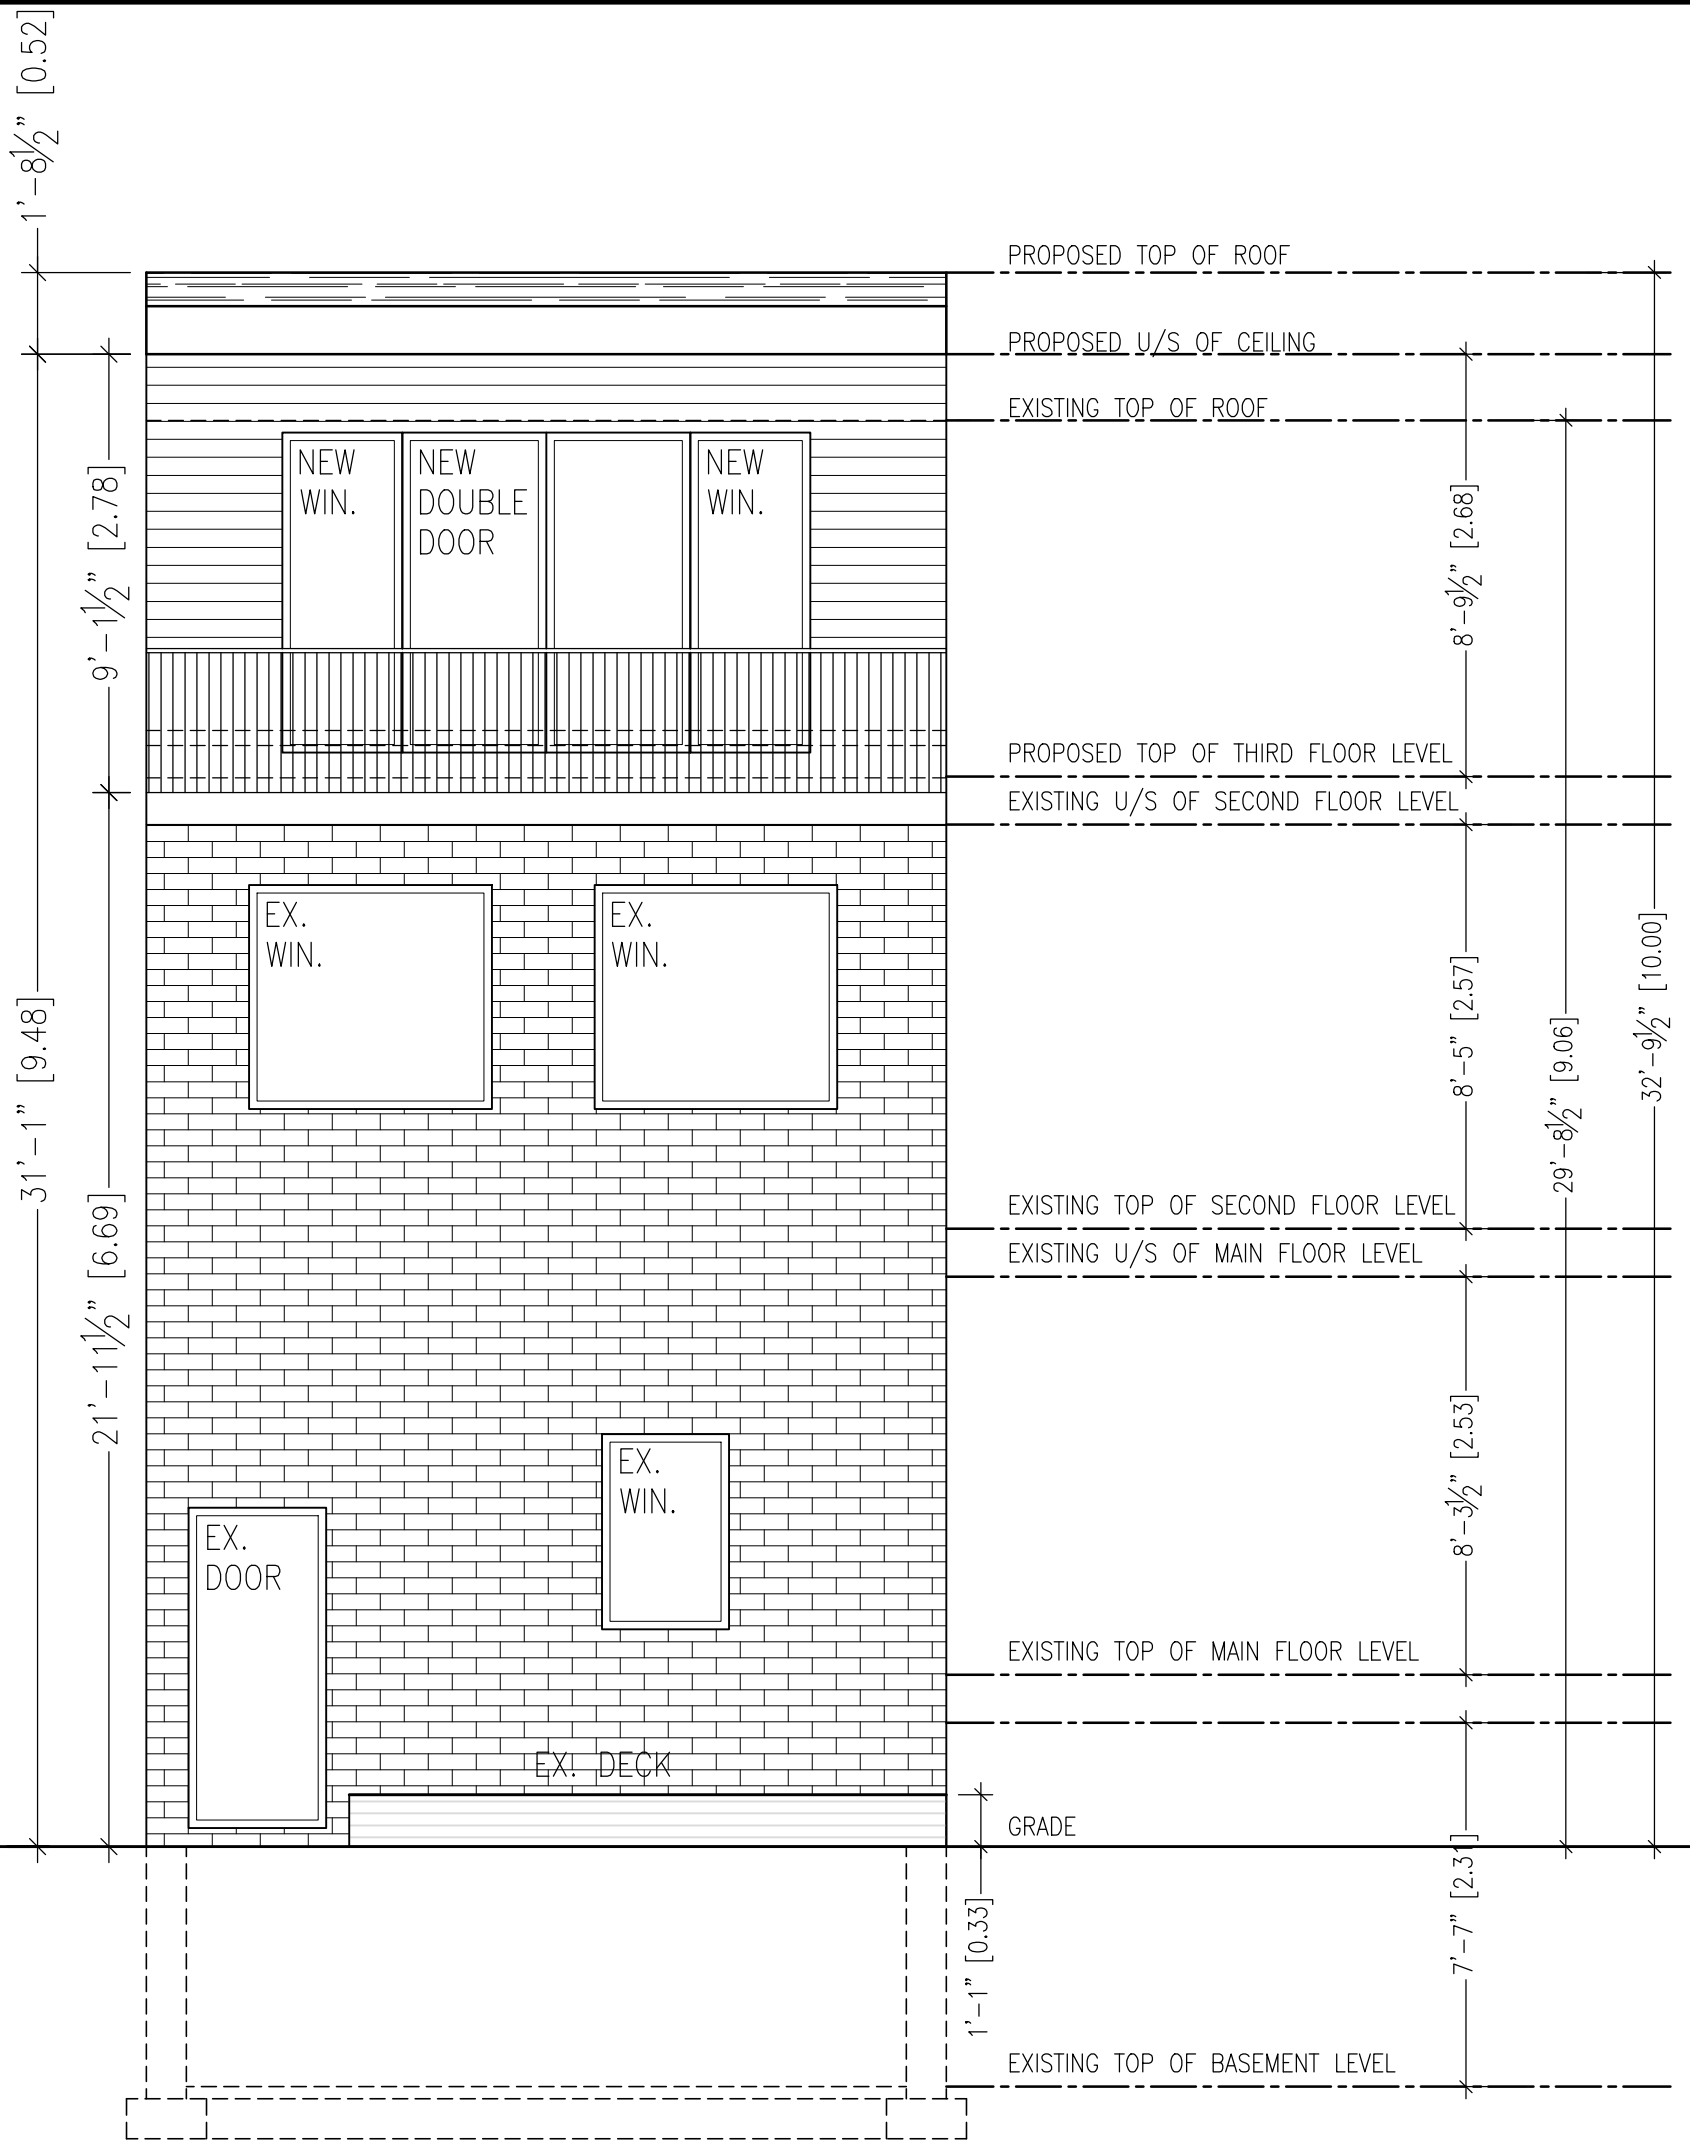 1'-8½" [0.52]
PROPOSED TOP OF ROOF
PROPOSED U/S OF CEILING
EXISTING TOP OF ROOF
NEW
WIN.
NEW
DOUBLE
DOOR
NEW
WIN.
9'-1½" [2.78]
8'-9½" [2.68]
PROPOSED TOP OF THIRD FLOOR LEVEL
EXISTING U/S OF SECOND FLOOR LEVEL
EX.
WIN.
EX.
WIN.
31'-1" [9.48]
21'-11½" [6.69]
8'-5" [2.57]
29'-8½" [9.06]
32'-9½" [10.00]
EXISTING TOP OF SECOND FLOOR LEVEL
EXISTING U/S OF MAIN FLOOR LEVEL
EX.
WIN.
8'-3½" [2.53]
EX.
DOOR
EXISTING TOP OF MAIN FLOOR LEVEL
EX. DECK
GRADE
1'-1" [0.33]
7'-7" [2.31]
EXISTING TOP OF BASEMENT LEVEL